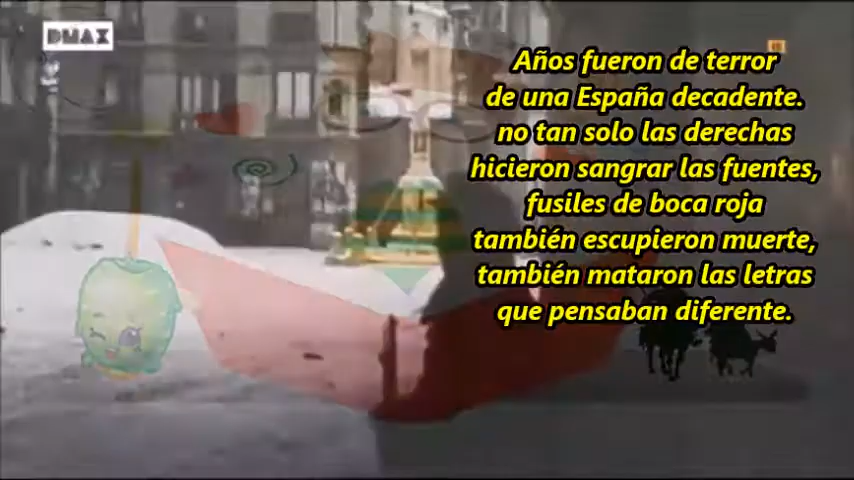 DMAX
Años fueron de terror
de una España decadente.
no tan solo las derechas
hicieron sangrar las fuentes,
fusiles de boca roja
también escupieron muerte,
también mataron las letras
que pensaban diferente.